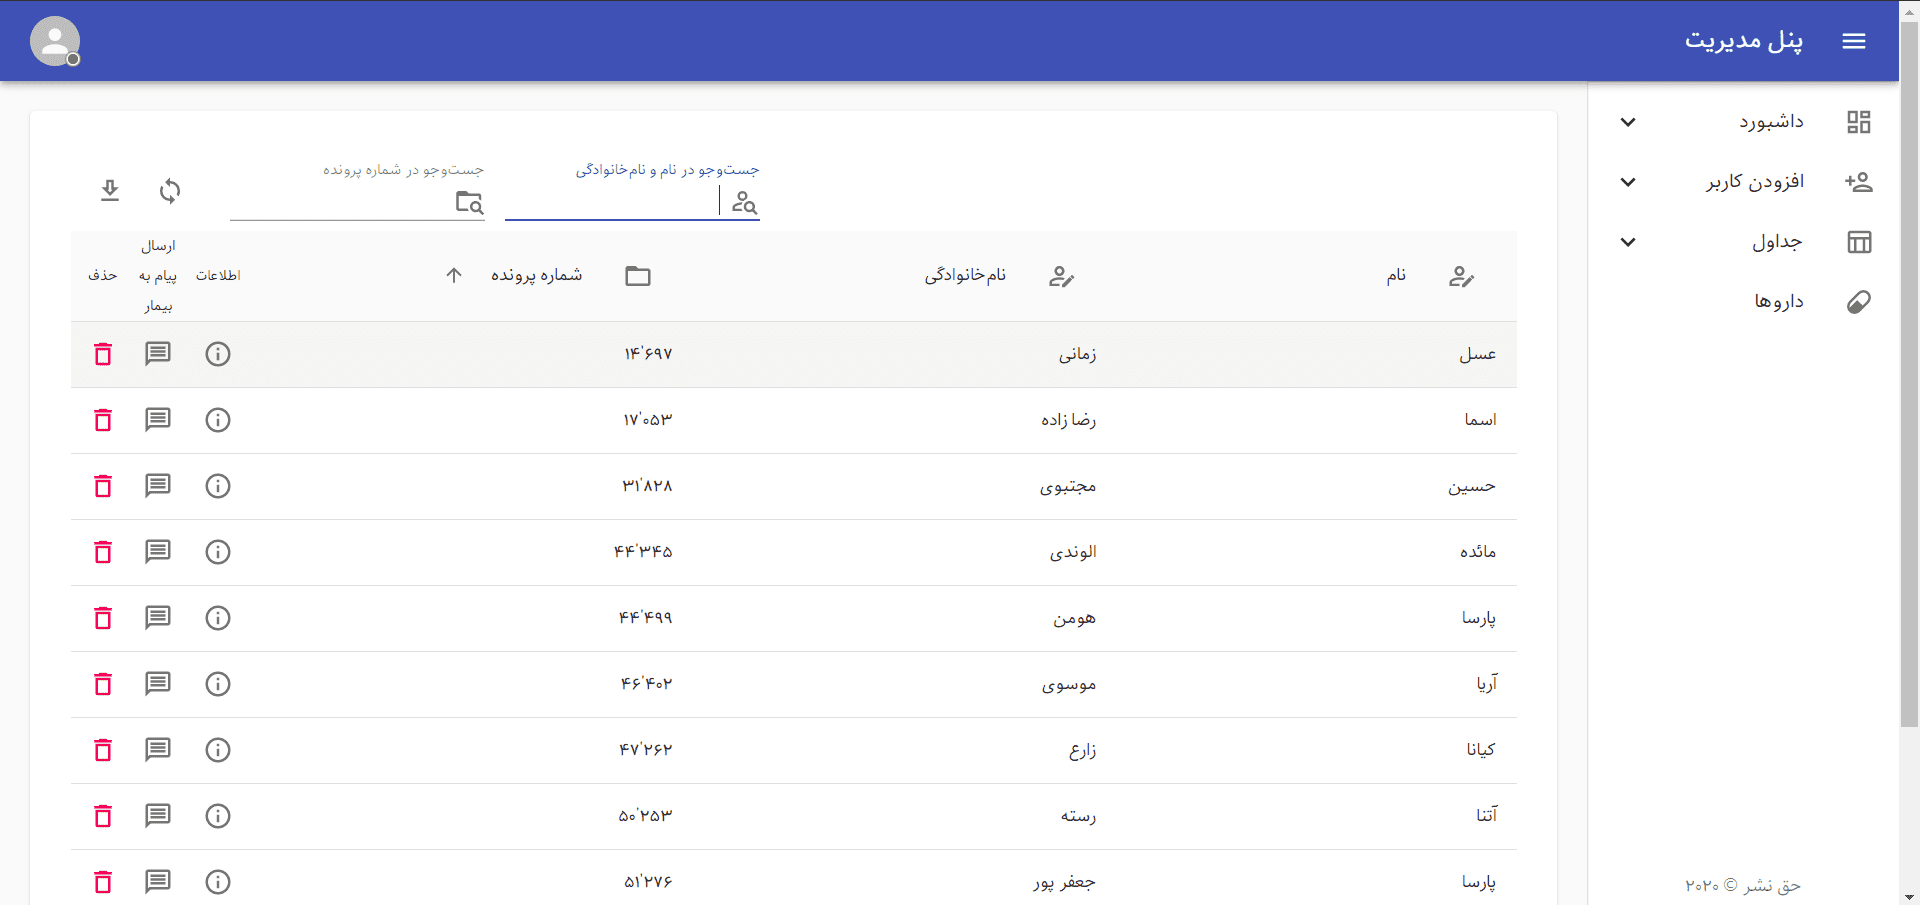 پنل مدیریت
داشبورد
افزودن کاربر
جداول
داروها
حق نشر © ۲۰۲۰
جست‌وجو در نام و نام‌خانوادگی
جست‌وجو در شماره پرونده
نام
نام‌خانوادگی
شماره پرونده
اطلاعات
ارسال
پیام به
بیمار
حذف
عسل زمانی ۱۴٬۶۹۷
اسما رضا زاده ۱۷٬۰۵۳
حسین مجتبوی ۳۱٬۸۲۸
مائده الوندی ۴۴٬۳۴۵
پارسا هومن ۴۴٬۴۹۹
آریا موسوی ۴۶٬۴۰۲
کیانا زارع ۴۷٬۲۶۲
آتنا رسته ۵۰٬۲۵۳
پارسا جعفر پور ۵۱٬۲۷۶